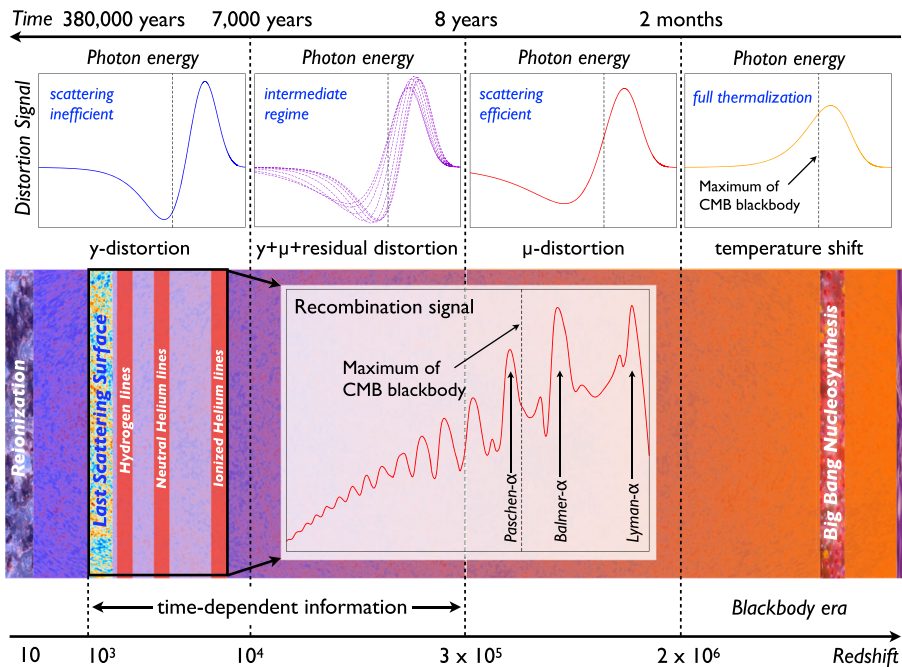 Time 380,000 years 7,000 years 8 years 2 months
Photon energy Photon energy Photon energy Photon energy
Distortion Signal
scattering
inefficient
intermediate
regime
scattering
efficient
full thermalization
Maximum of
CMB blackbody
y-distortion y+μ+residual distortion μ-distortion temperature shift
Reionization
Last Scattering Surface
Hydrogen lines
Neutral Helium lines
Ionized Helium lines
Recombination signal
Maximum of
CMB blackbody
Paschen-α
Balmer-α
Lyman-α
Big Bang Nucleosynthesis
time-dependent information
Blackbody era
10 10³ 10⁴ 3 x 10⁵ 2 x 10⁶ Redshift